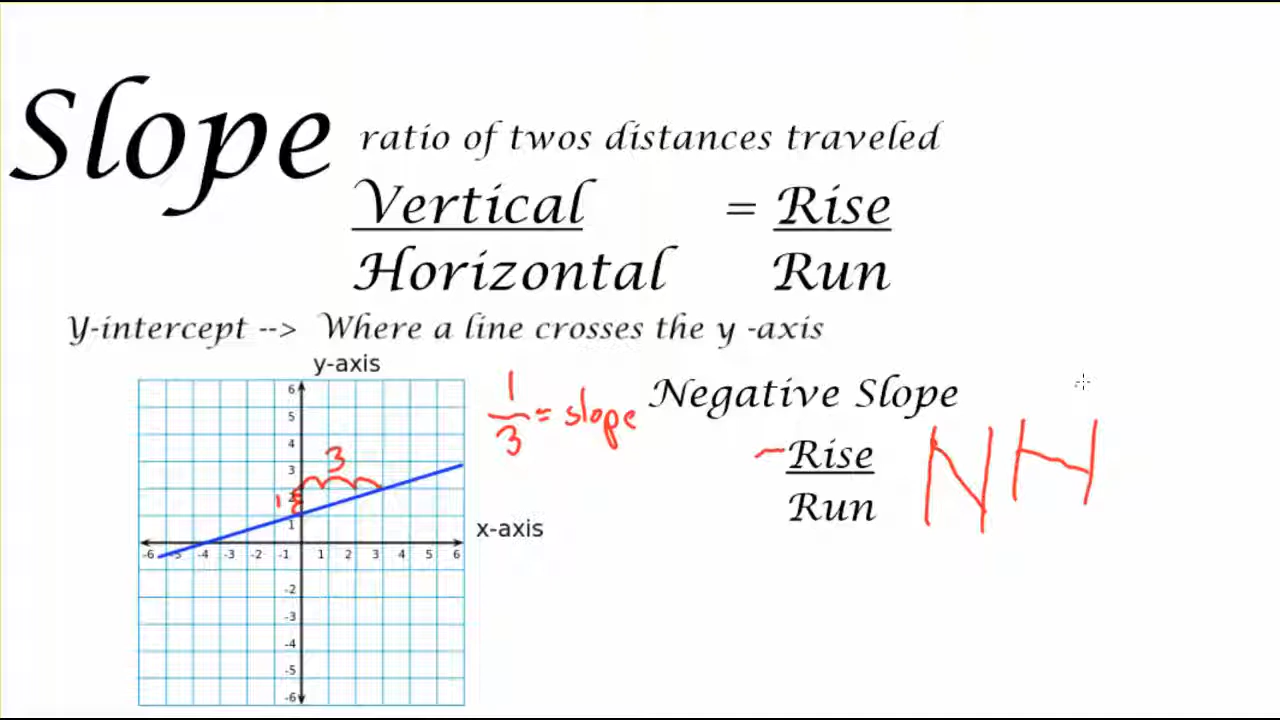 Slope
ratio of twos distances traveled
Vertical = Rise
Horizontal Run
Y-intercept --> Where a line crosses the y -axis
y-axis
1
3 = slope
Negative Slope
- Rise
Run
NH
3
1
x-axis
6
5
4
3
2
1
-6 -5 -4 -3 -2 -1 1 2 3 4 5 6
-2
-3
-4
-5
-6